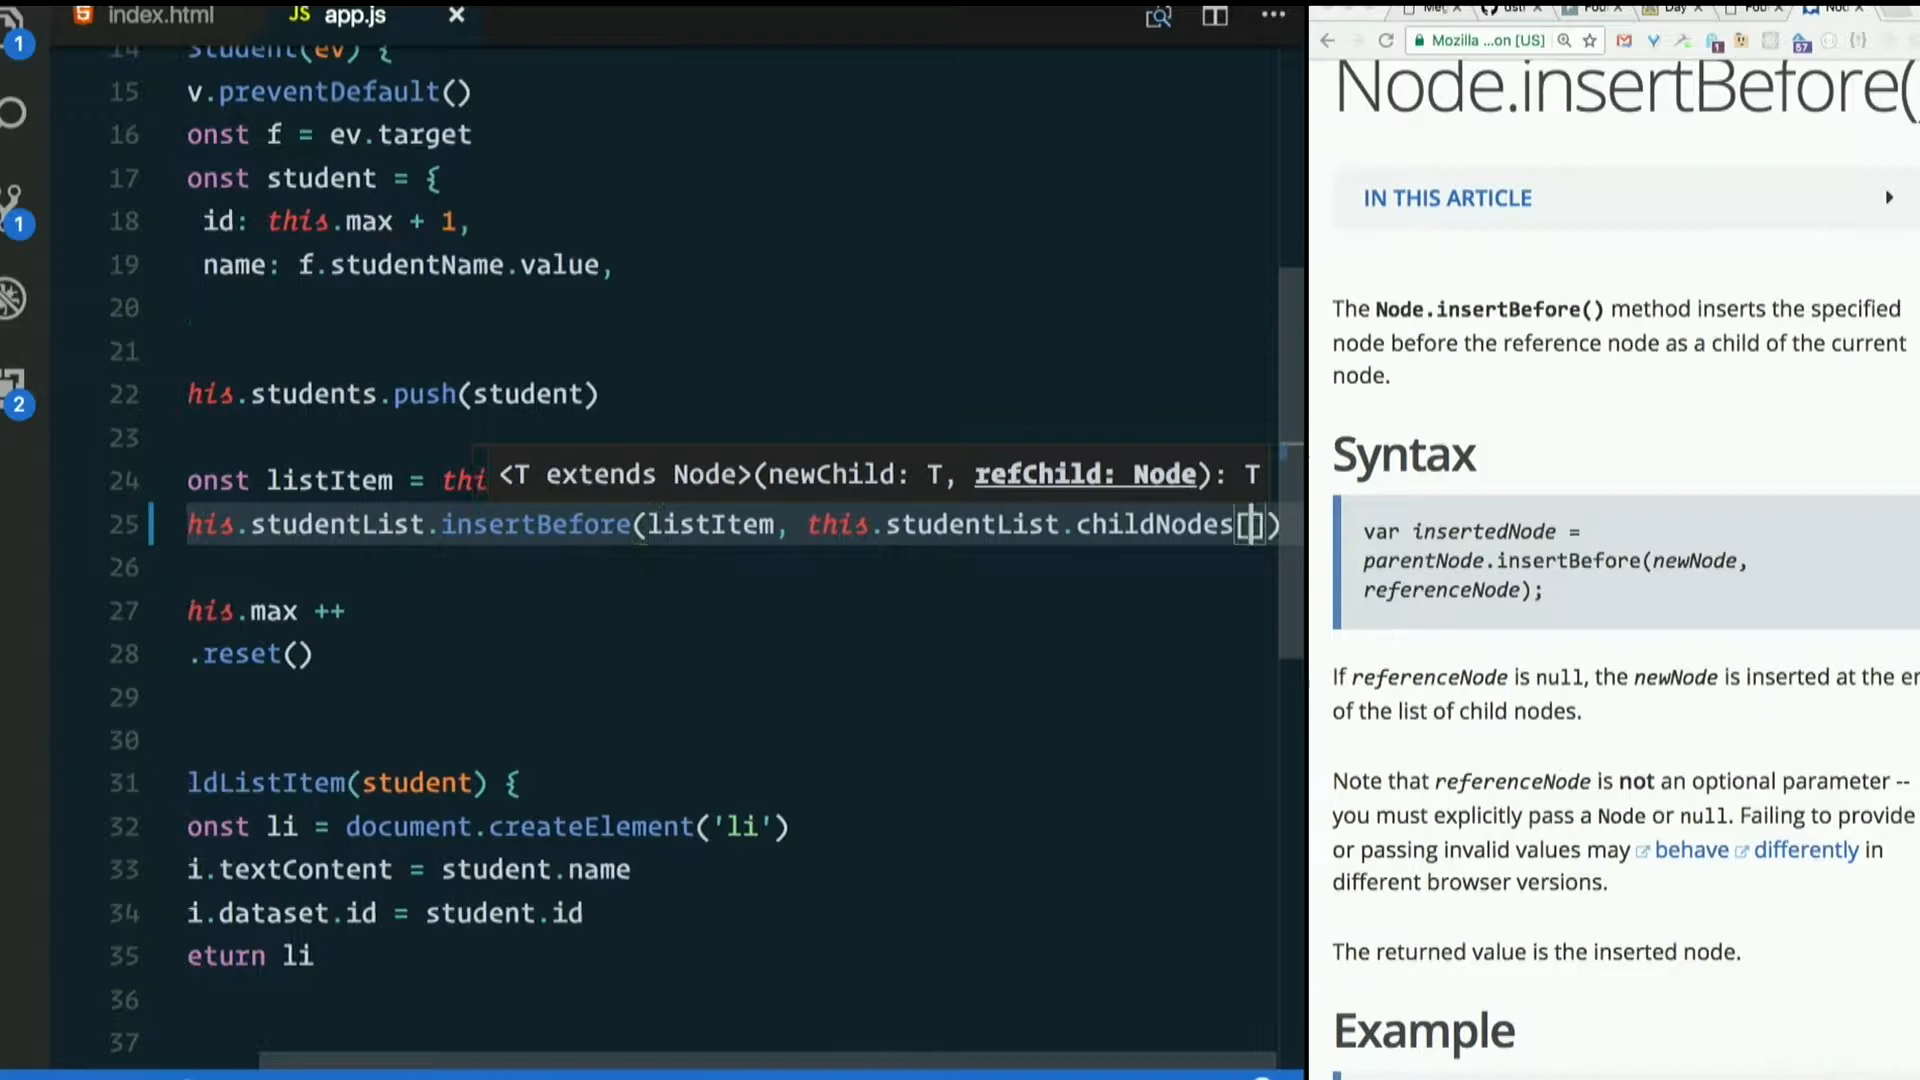 index.html
JS app.js
14 student(ev) {
15 v.preventDefault()
16 onst f = ev.target
17 onst student = {
18 id: this.max + 1,
19 name: f.studentName.value,
20
21
22 his.students.push(student)
23
24 onst listItem = thi
<T extends Node>(newChild: T, refChild: Node): T
25 his.studentList.insertBefore(listItem, this.studentList.childNodes[])
26
27 his.max ++
28 .reset()
29
30
31 ldListItem(student) {
32 onst li = document.createElement('li')
33 i.textContent = student.name
34 i.dataset.id = student.id
35 eturn li
36
37
1
1
2
Mozilla ...on [US]
1
57
Node.insertBefore(
IN THIS ARTICLE
The Node.insertBefore() method inserts the specified
node before the reference node as a child of the current
node.
Syntax
var insertedNode =
parentNode.insertBefore(newNode,
referenceNode);
If referenceNode is null, the newNode is inserted at the
of the list of child nodes.
Note that referenceNode is not an optional parameter --
you must explicitly pass a Node or null. Failing to provide
or passing invalid values may behave differently in
different browser versions.
The returned value is the inserted node.
Example